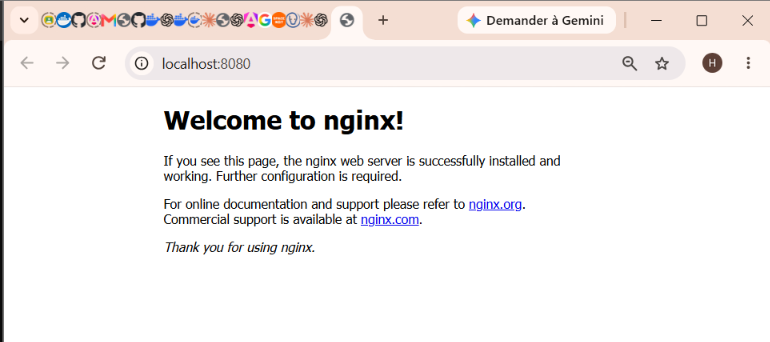 Demander à Gemini
localhost:8080
H
Welcome to nginx!
If you see this page, the nginx web server is successfully installed and
working. Further configuration is required.
For online documentation and support please refer to nginx.org.
Commercial support is available at nginx.com.
Thank you for using nginx.